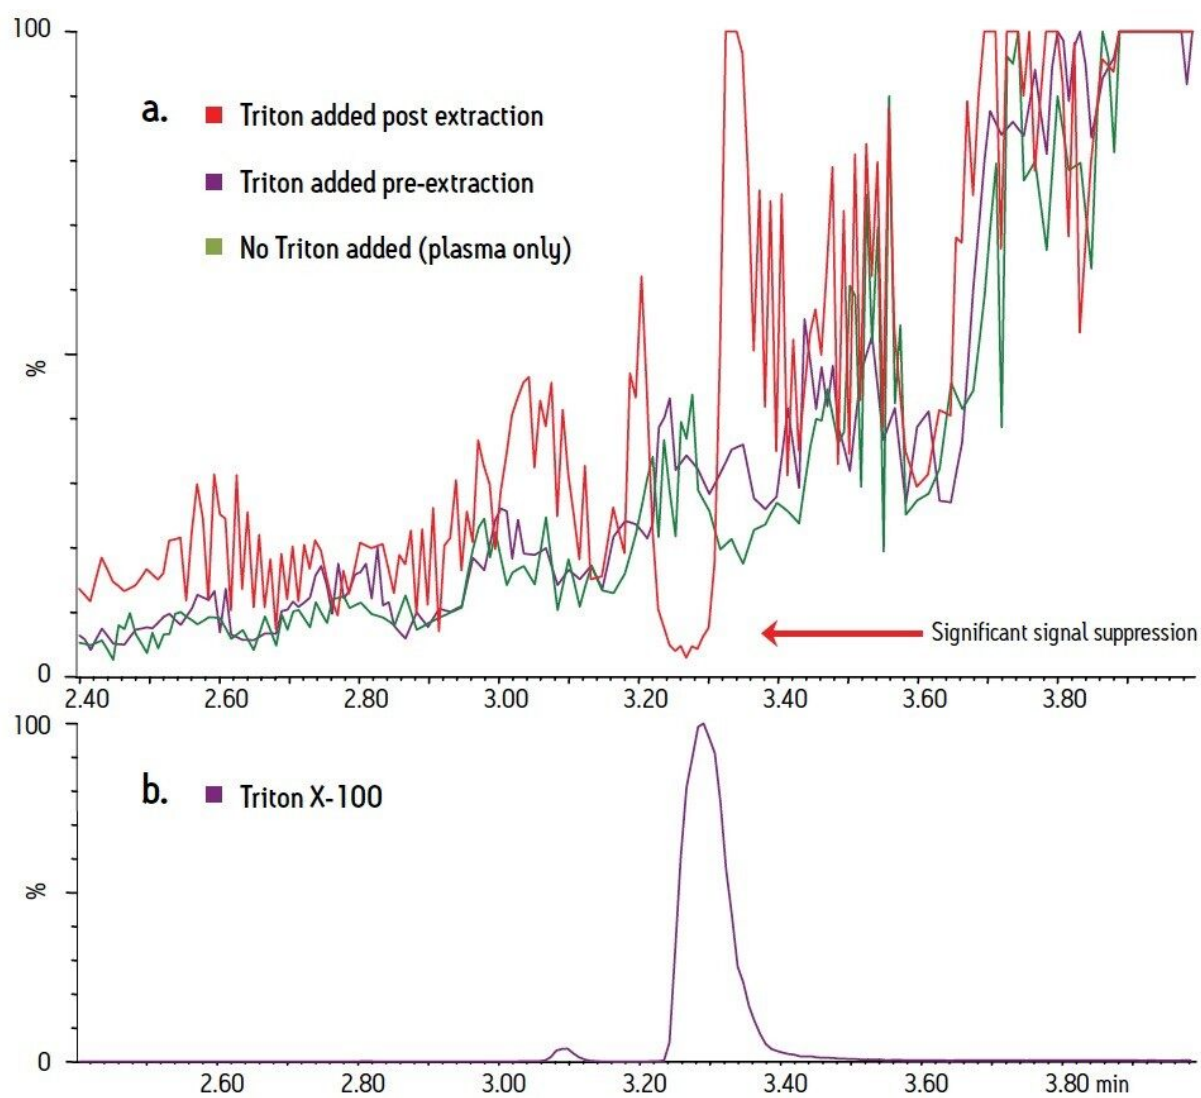 100
a.
Triton added post extraction
Triton added pre-extraction
No Triton added (plasma only)
%
Significant signal suppression
0
2.40 2.60 2.80 3.00 3.20 3.40 3.60 3.80
100
b.
Triton X-100
%
0
2.60 2.80 3.00 3.20 3.40 3.60 3.80 min